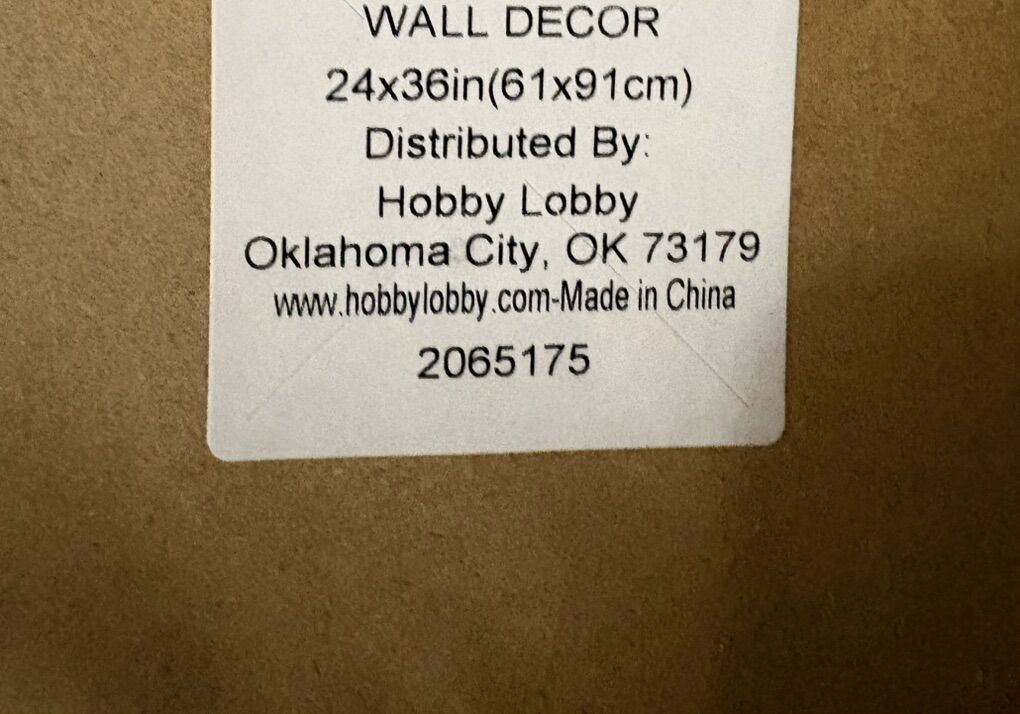 WALL DECOR
24x36in(61x91cm)
Distributed By:
Hobby Lobby
Oklahoma City, OK 73179
www.hobbylobby.com-Made in China
2065175